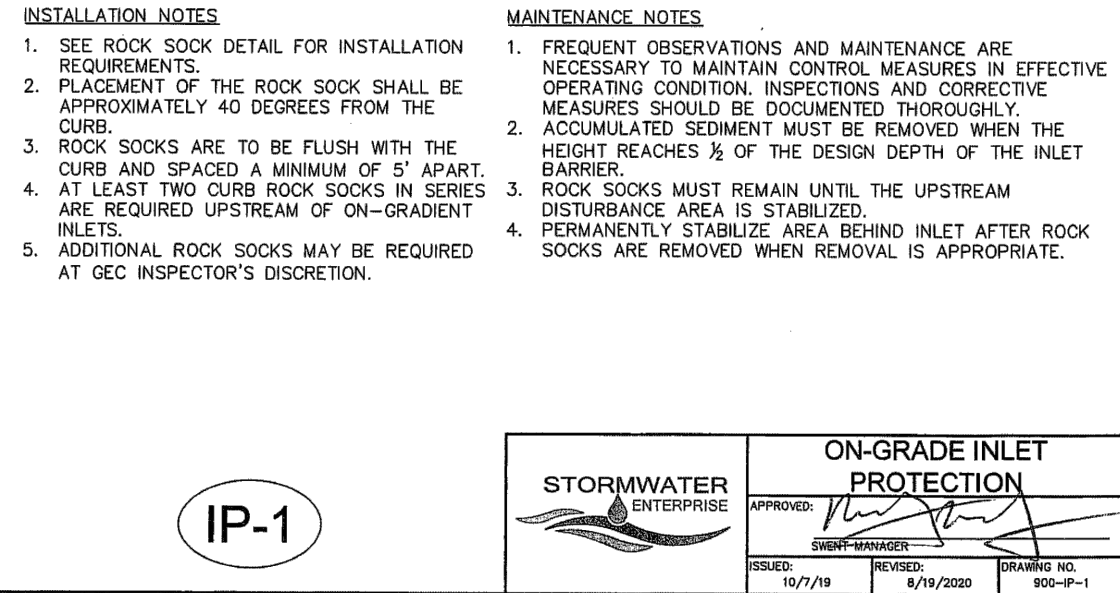 INSTALLATION NOTES
1. SEE ROCK SOCK DETAIL FOR INSTALLATION
REQUIREMENTS.
2. PLACEMENT OF THE ROCK SOCK SHALL BE
APPROXIMATELY 40 DEGREES FROM THE
CURB.
3. ROCK SOCKS ARE TO BE FLUSH WITH THE
CURB AND SPACED A MINIMUM OF 5' APART.
4. AT LEAST TWO CURB ROCK SOCKS IN SERIES
ARE REQUIRED UPSTREAM OF ON-GRADIENT
INLETS.
5. ADDITIONAL ROCK SOCKS MAY BE REQUIRED
AT GEC INSPECTOR'S DISCRETION.
MAINTENANCE NOTES
1. FREQUENT OBSERVATIONS AND MAINTENANCE ARE
NECESSARY TO MAINTAIN CONTROL MEASURES IN EFFECTIVE
OPERATING CONDITION. INSPECTIONS AND CORRECTIVE
MEASURES SHOULD BE DOCUMENTED THOROUGHLY.
2. ACCUMULATED SEDIMENT MUST BE REMOVED WHEN THE
HEIGHT REACHES ½ OF THE DESIGN DEPTH OF THE INLET
BARRIER.
3. ROCK SOCKS MUST REMAIN UNTIL THE UPSTREAM
DISTURBANCE AREA IS STABILIZED.
4. PERMANENTLY STABILIZE AREA BEHIND INLET AFTER ROCK
SOCKS ARE REMOVED WHEN REMOVAL IS APPROPRIATE.
IP-1
STORMWATER
ENTERPRISE
ON-GRADE INLET
PROTECTION
APPROVED:
SWENT MANAGER
ISSUED:
10/7/19
REVISED:
8/19/2020
DRAWING NO.
900-IP-1